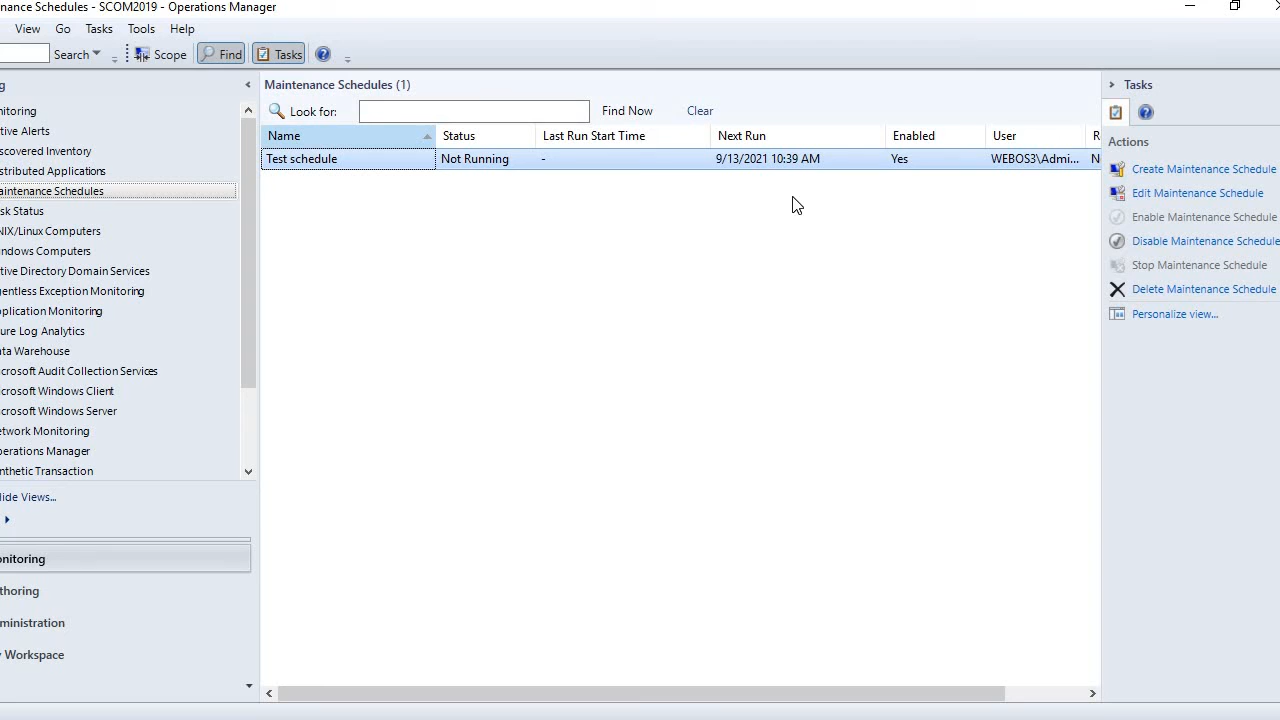 nance Schedules - SCOM2019 - Operations Manager
View Go Tasks Tools Help
Search Scope Find Tasks
Maintenance Schedules (1)
Look for: Find Now Clear
Name Status Last Run Start Time Next Run Enabled User R
Test schedule Not Running - 9/13/2021 10:39 AM Yes WEBOS3\Admi... N
g
nitoring
tive Alerts
scovered Inventory
stributed Applications
aintenance Schedules
sk Status
NIX/Linux Computers
indows Computers
tive Directory Domain Services
gentless Exception Monitoring
pplication Monitoring
ure Log Analytics
ata Warehouse
crosoft Audit Collection Services
crosoft Windows Client
crosoft Windows Server
etwork Monitoring
perations Manager
nthetic Transaction
ide Views...
onitoring
thoring
ministration
Workspace
Tasks
Actions
Create Maintenance Schedule
Edit Maintenance Schedule
Enable Maintenance Schedule
Disable Maintenance Schedule
Stop Maintenance Schedule
Delete Maintenance Schedule
Personalize view...